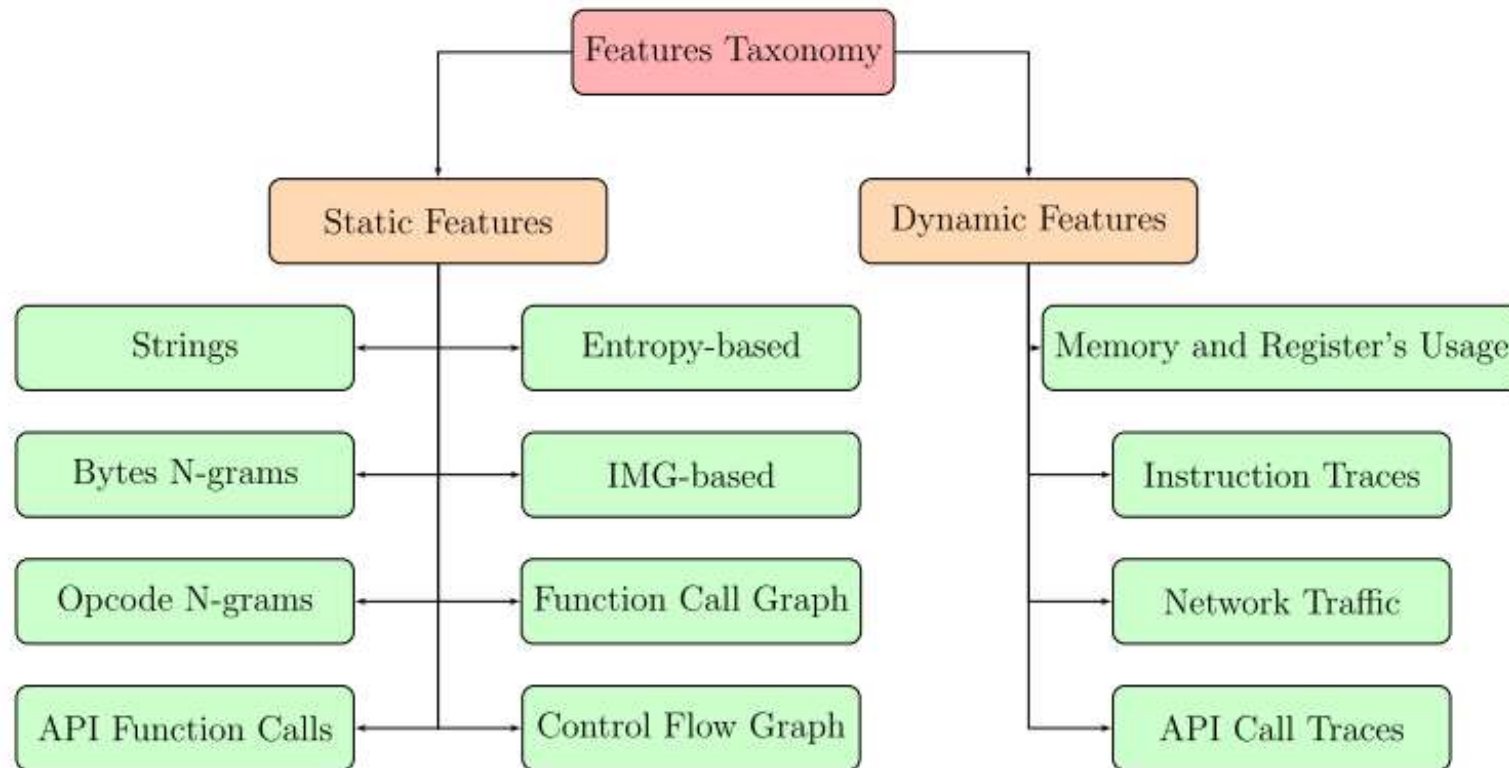 Features Taxonomy
Static Features
Dynamic Features
Strings
Entropy-based
Memory and Register's Usage
Bytes N-grams
IMG-based
Instruction Traces
Opcode N-grams
Function Call Graph
Network Traffic
API Function Calls
Control Flow Graph
API Call Traces